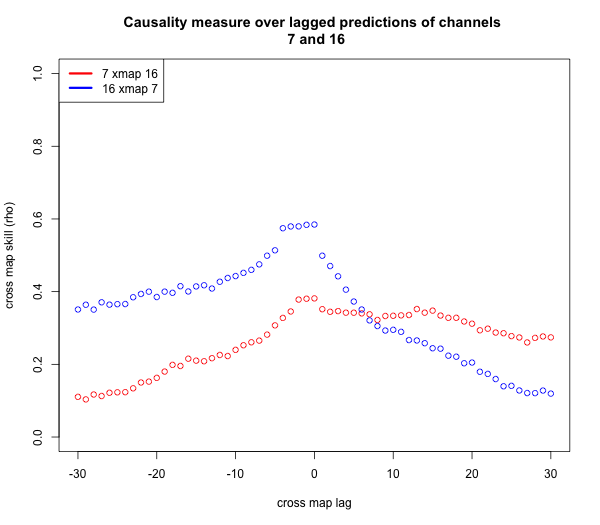 Causality measure over lagged predictions of channels
7 and 16
7 xmap 16
16 xmap 7
cross map skill (rho)
1.0
0.8
0.6
0.4
0.2
0.0
-30 -20 -10 0 10 20 30
cross map lag